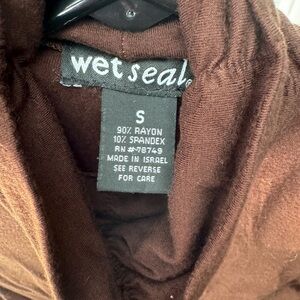 wet seal.
S
90% RAYON
10% SPANDEX
RN #78749
MADE IN ISRAEL
SEE REVERSE
FOR CARE